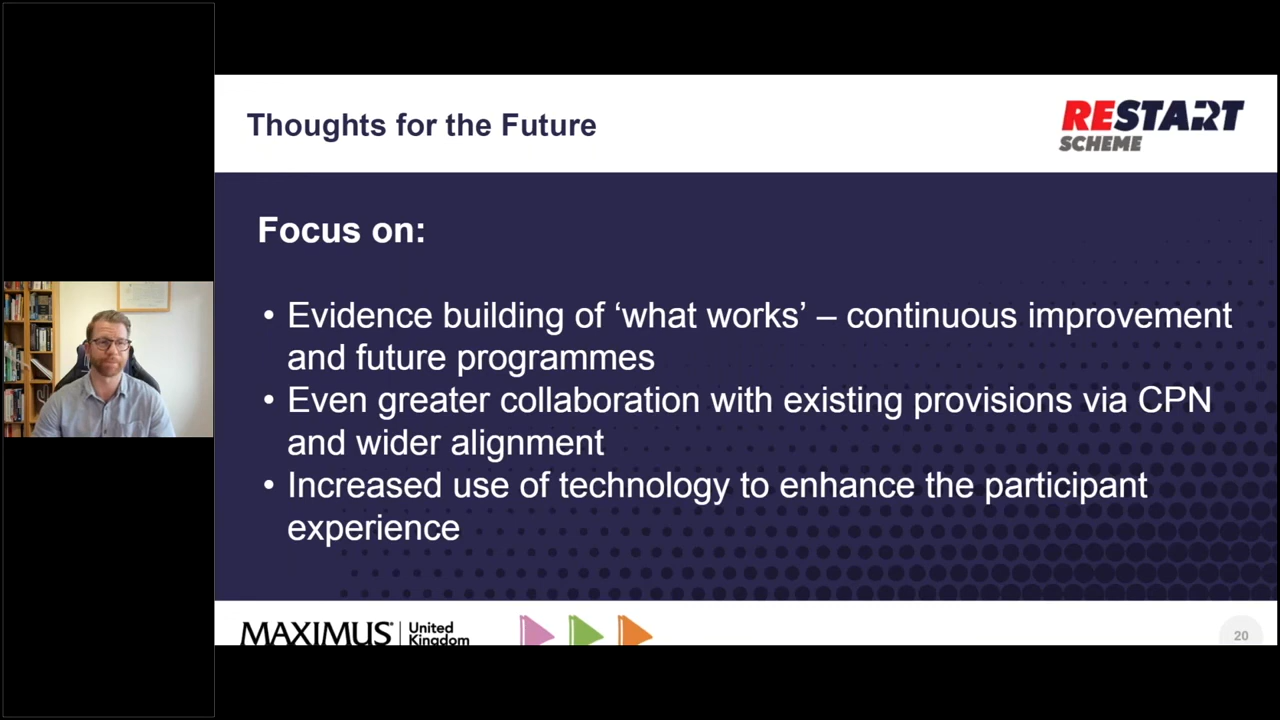 Thoughts for the Future
RESTART
SCHEME
Focus on:
• Evidence building of ‘what works’ – continuous improvement
and future programmes
• Even greater collaboration with existing provisions via CPN
and wider alignment
• Increased use of technology to enhance the participant
experience
MAXIMUS | United
Kingdom
20